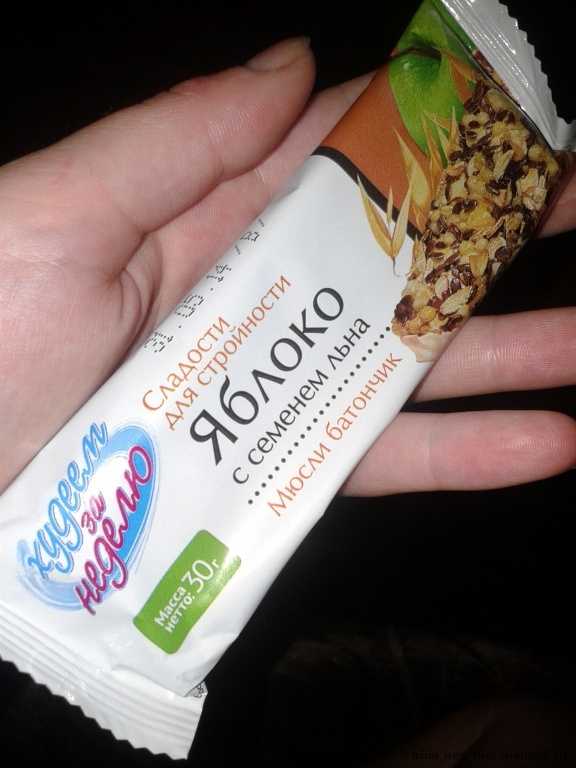 Сладости
для стройности
Яблоко
с семенем льна
Мюсли батончик
худеем
за
неделю
Масса
нетто: 30 г